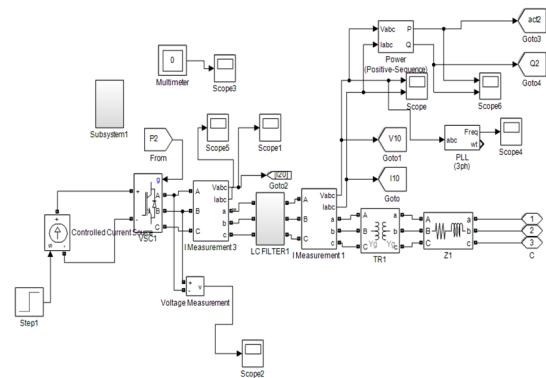 Vabc
P
Iabc
Q
Power
(Positive-Sequence)
act2
Goto3
Q2
Goto4
0
Multimeter
Scope3
Subsystem1
P2
From
Scope5
Scope1
Scope
Scope6
V10
Goto1
abc
Freq
wt
PLL
(3ph)
Scope4
[I20]
Goto2
I10
Goto
g
+
-
A
B
C
VSC1
Controlled Current Source
s
Step1
A
B
C
Vabc
Iabc
a
b
c
I Measurement 3
LC FILTER1
A
B
C
Vabc
Iabc
a
b
c
I Measurement 1
A
B
C
a
b
c
Yg
Yg
TR1
A
B
C
a
b
c
Z1
1
2
3
C
+
-
v
Voltage Measurement
Scope2